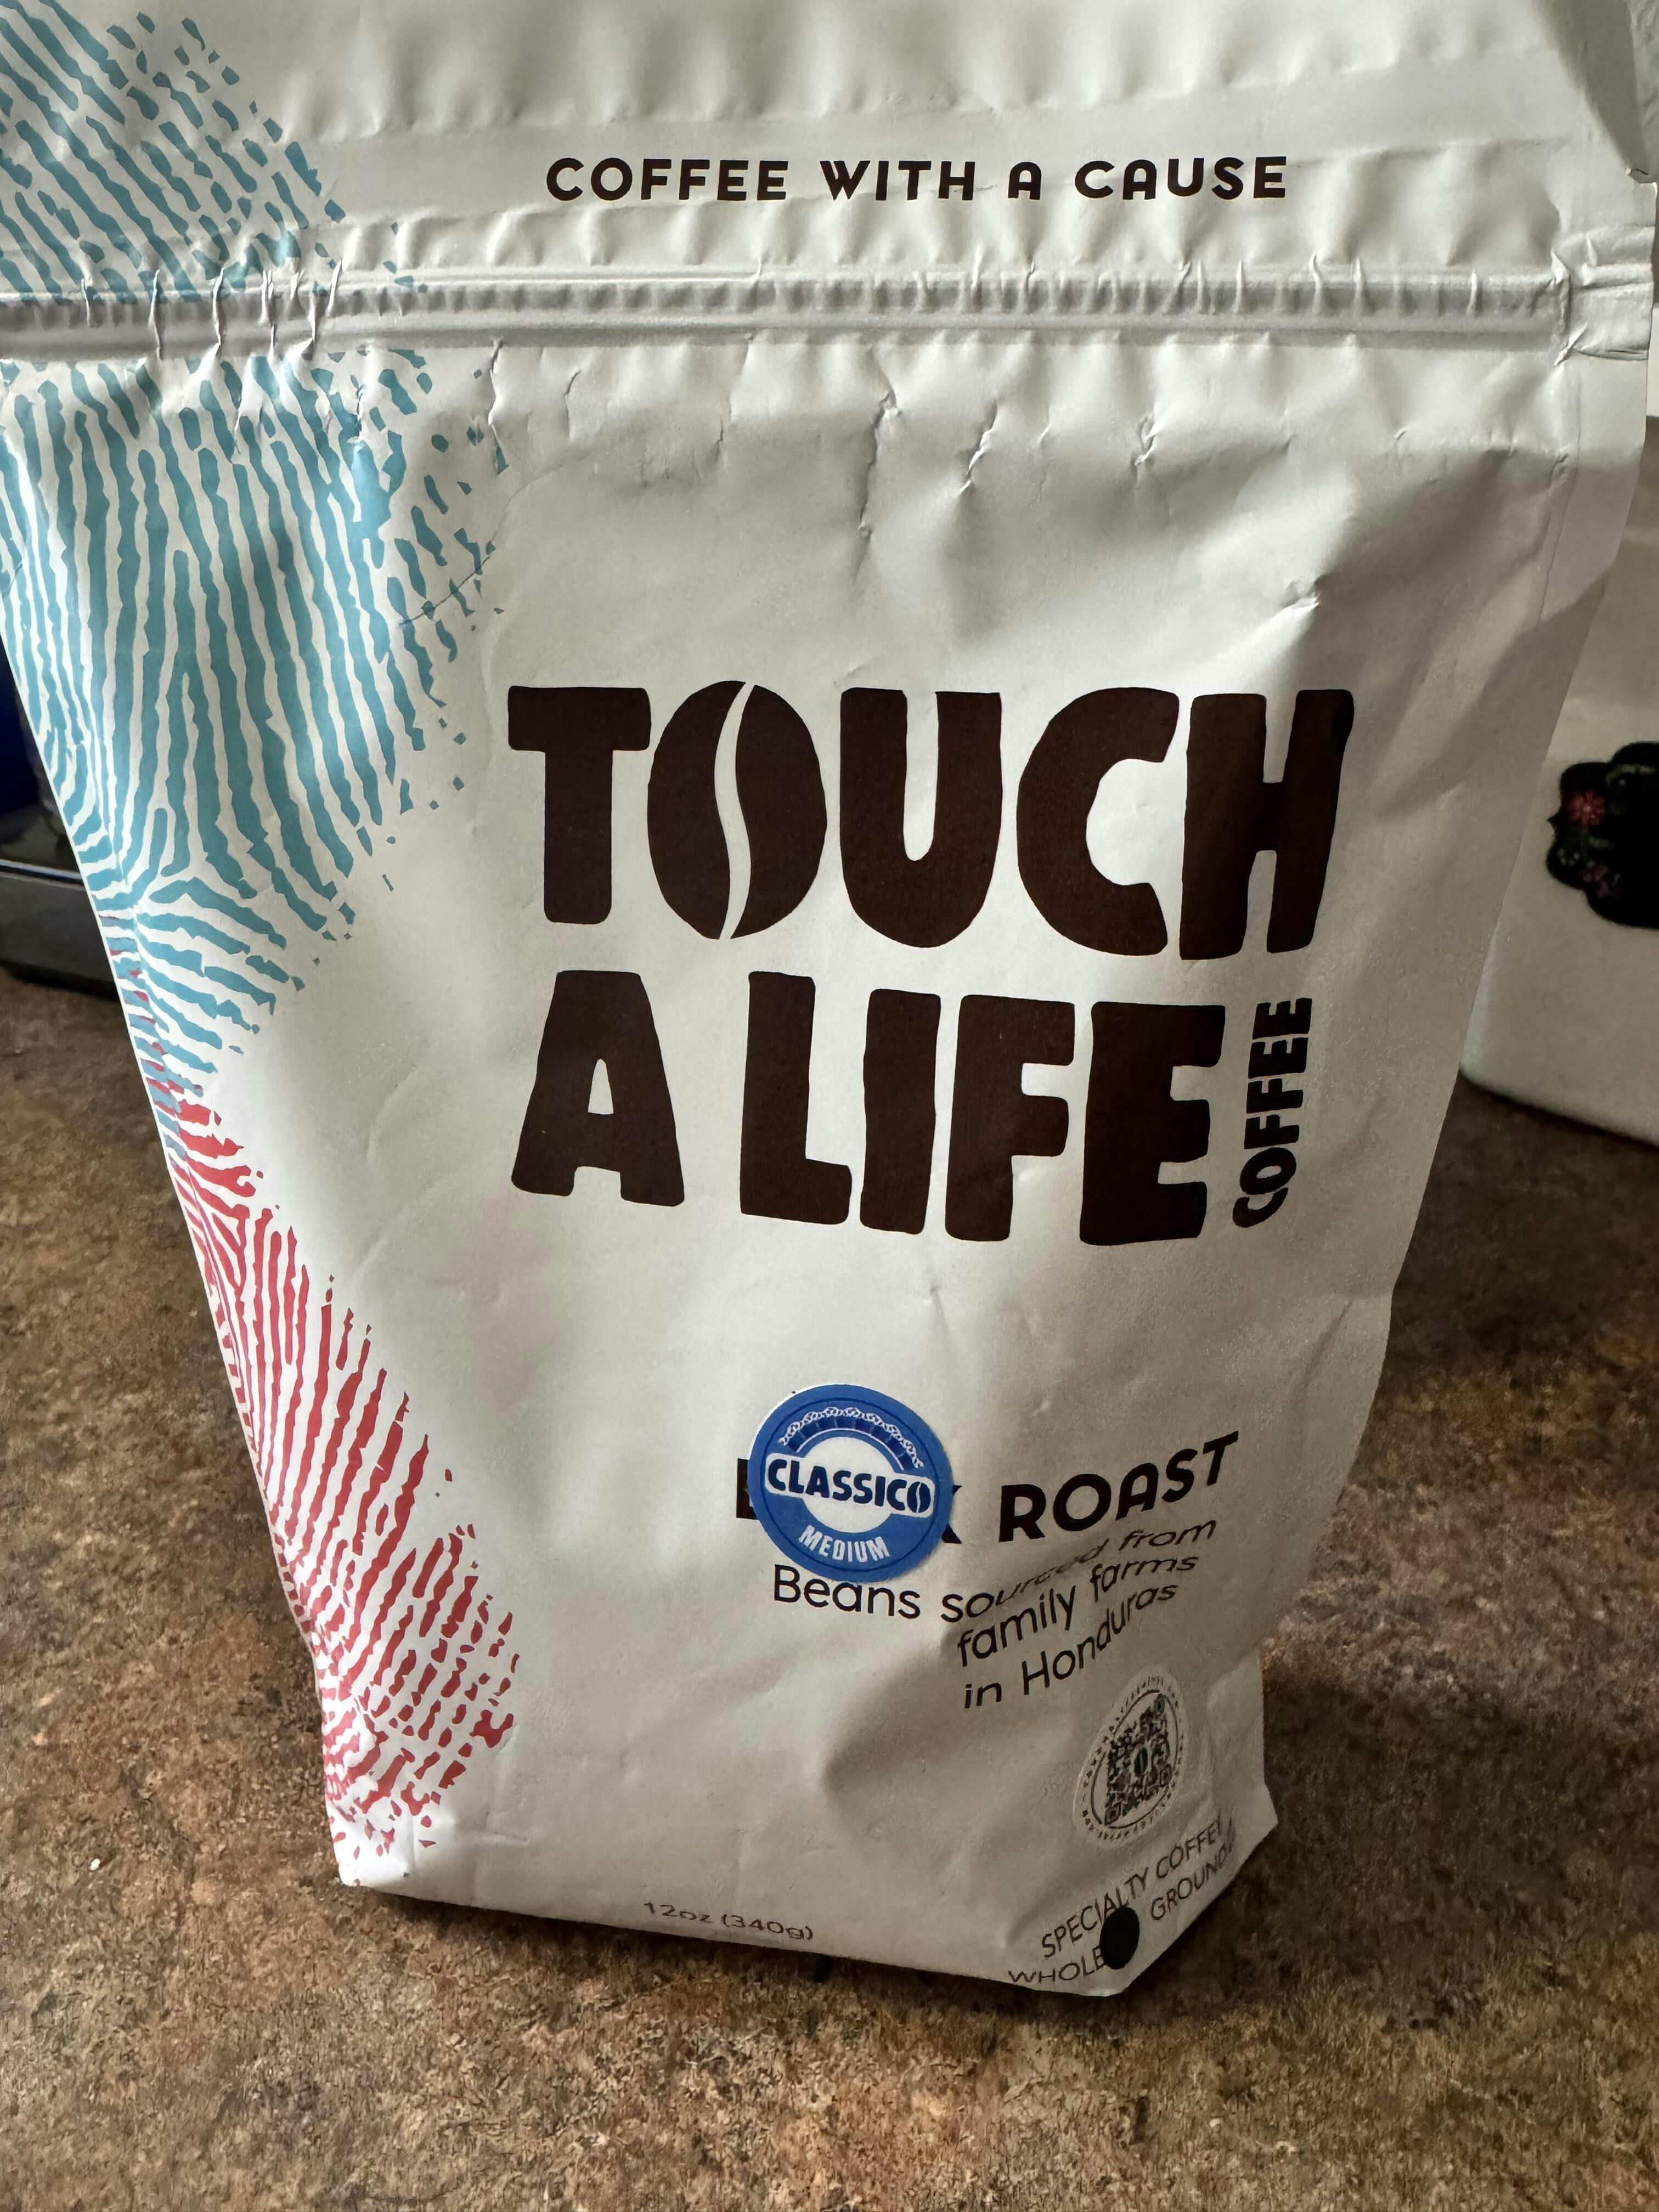 COFFEE WITH A CAUSE
TOUCH
A LIFE
COFFEE
CLASSICO
MEDIUM
ROAST
Beans sourced from
family farms
in Honduras
SPECIALTY COFFEE
WHOLE GROUND
12oz (340g)